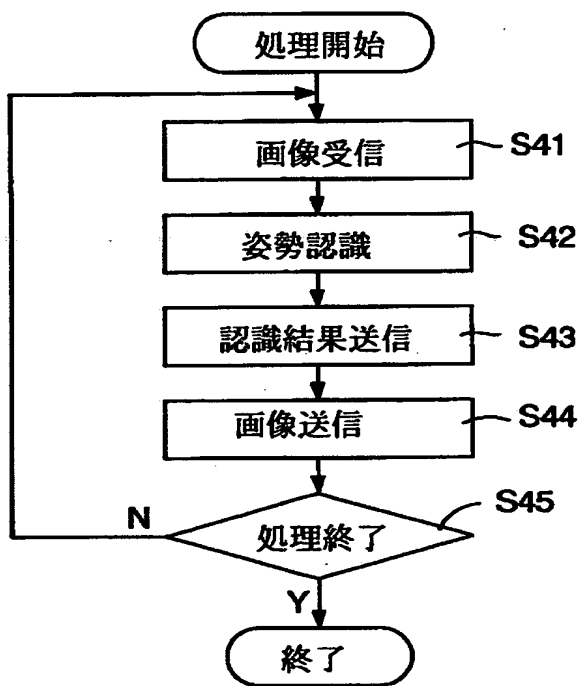 処理開始
画像受信
S41
姿勢認識
S42
認識結果送信
S43
画像送信
S44
処理終了
S45
N
Y
終了